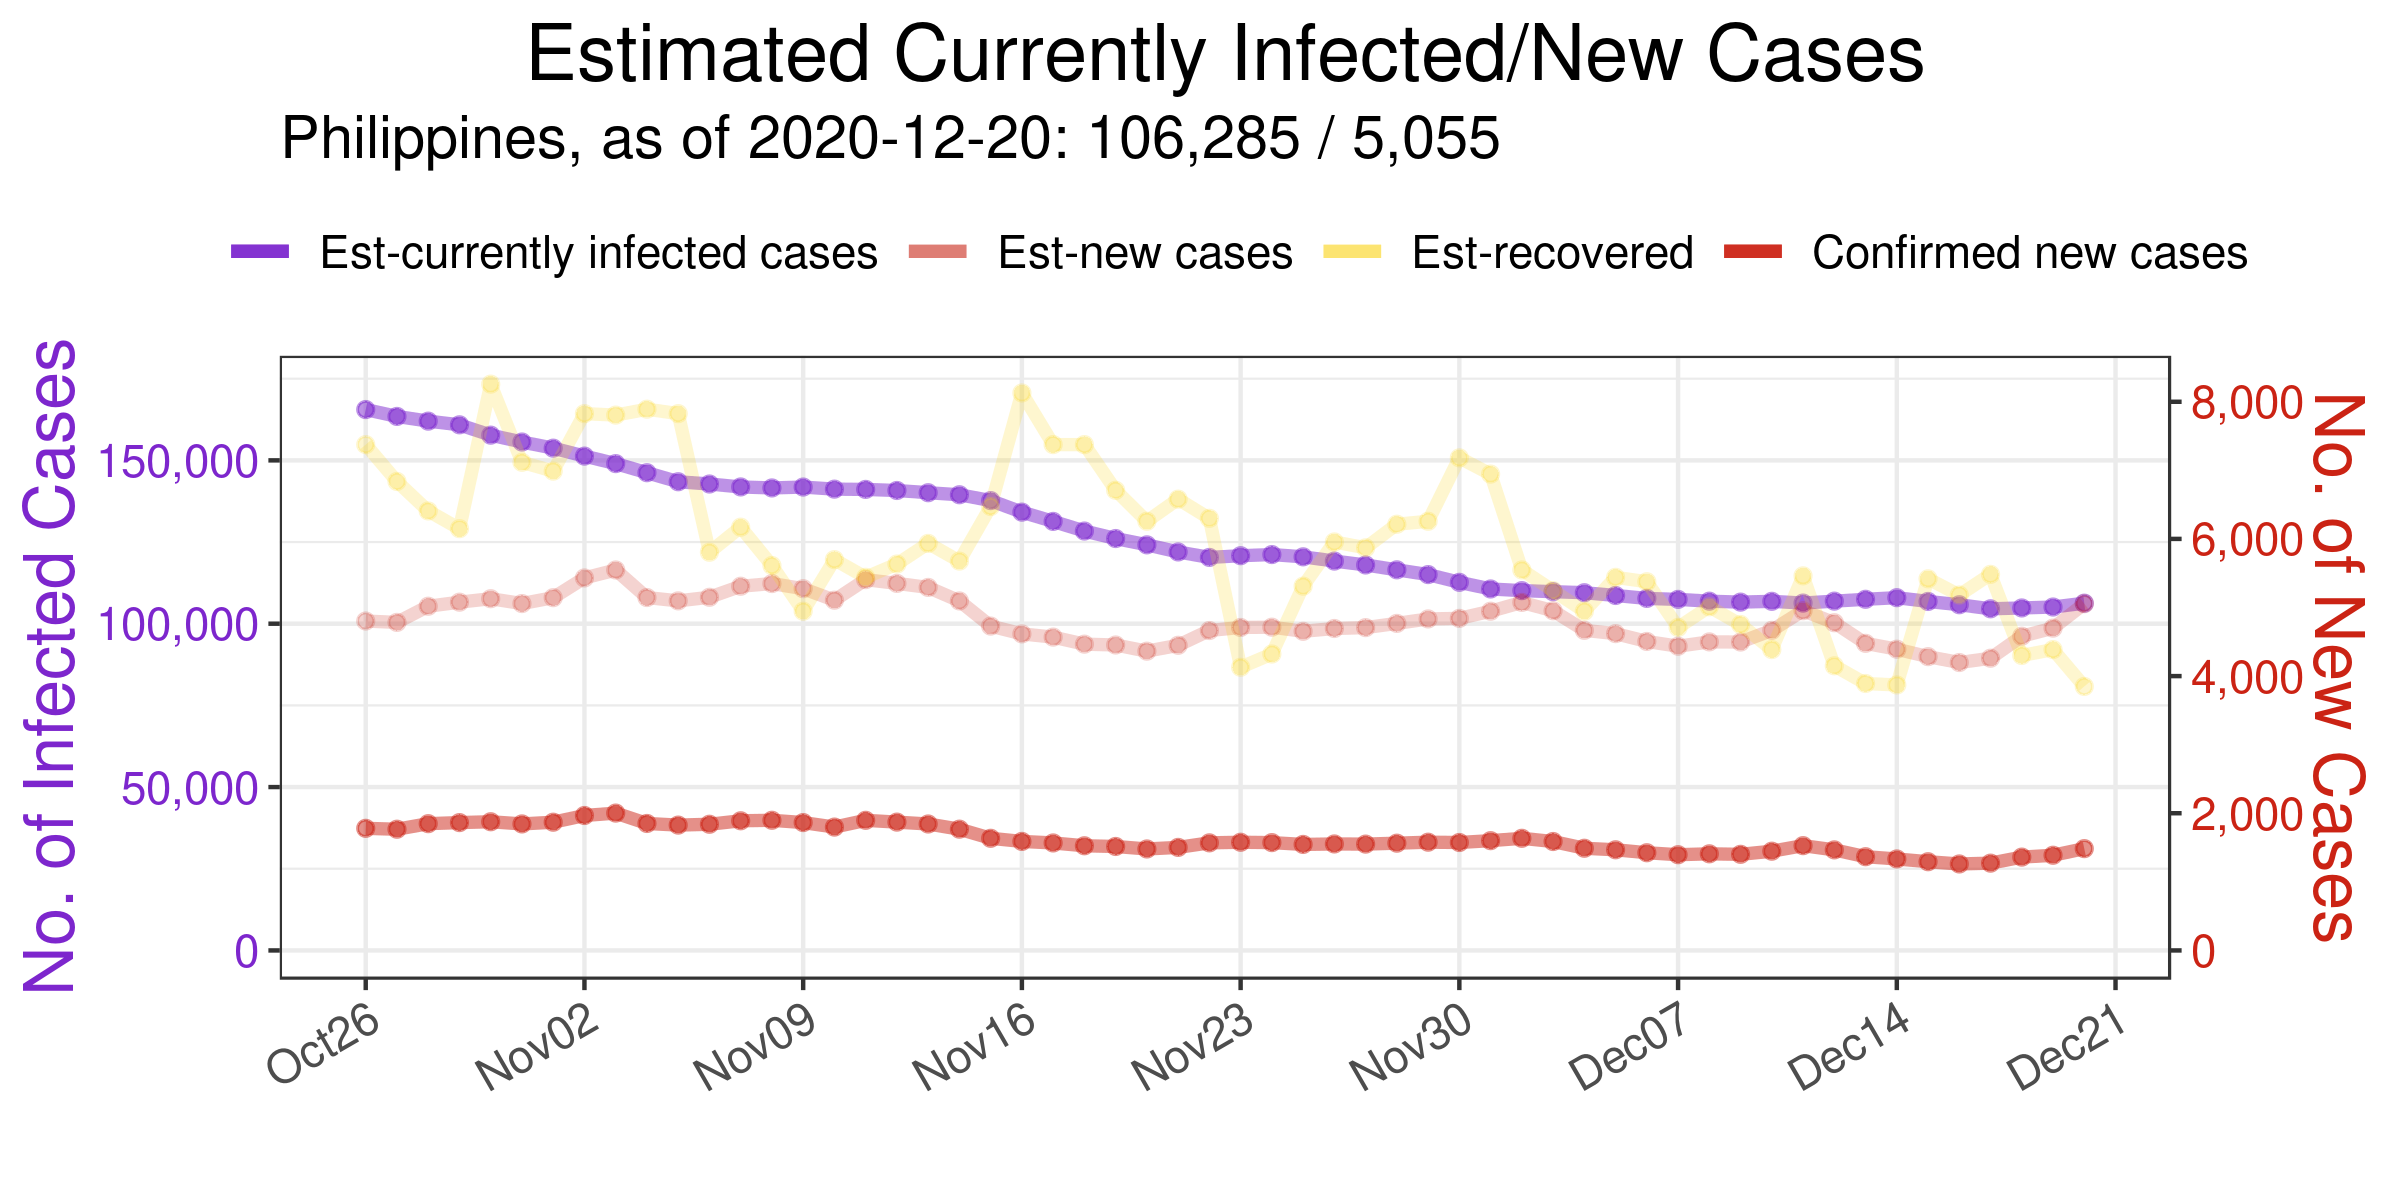 Estimated Currently Infected/New Cases
Philippines, as of 2020-12-20: 106,285 / 5,055
Est-currently infected cases Est-new cases Est-recovered Confirmed new cases
No. of Infected Cases
150,000
100,000
50,000
0
8,000
6,000
4,000
2,000
0
No. of New Cases
Oct26 Nov02 Nov09 Nov16 Nov23 Nov30 Dec07 Dec14 Dec21